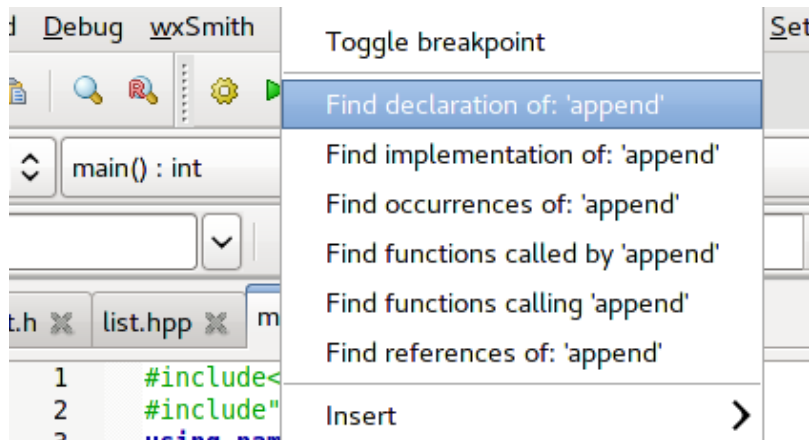 Debug wxSmith
Toggle breakpoint
Find declaration of: 'append'
main() : int
Find implementation of: 'append'
Find occurrences of: 'append'
Find functions called by 'append'
Find functions calling 'append'
list.hpp
Find references of: 'append'
1 #include<
2 #include"
Insert
3 using